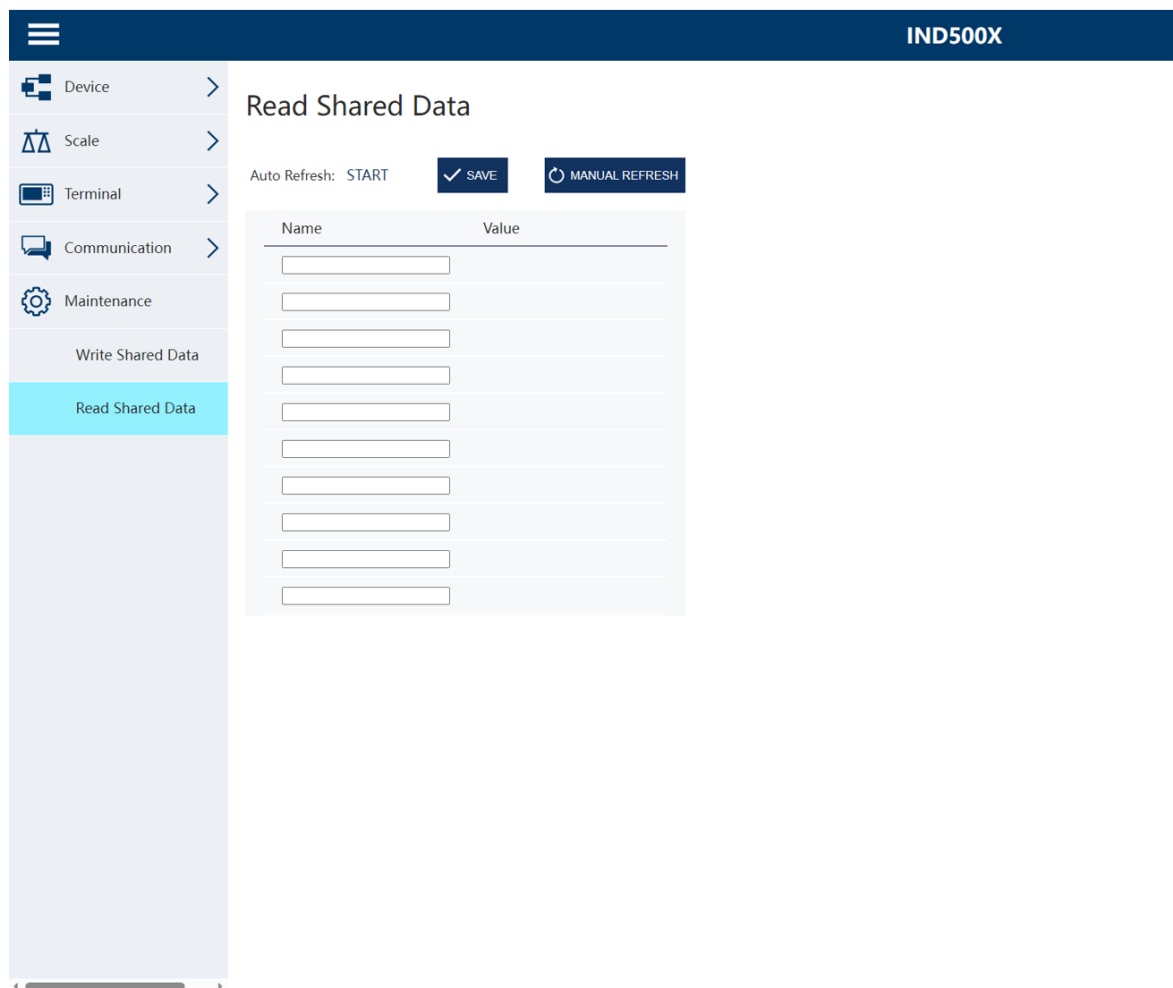 IND500X
Device
Scale
Terminal
Communication
Maintenance
Write Shared Data
Read Shared Data
Read Shared Data
Auto Refresh: START SAVE MANUAL REFRESH
Name Value